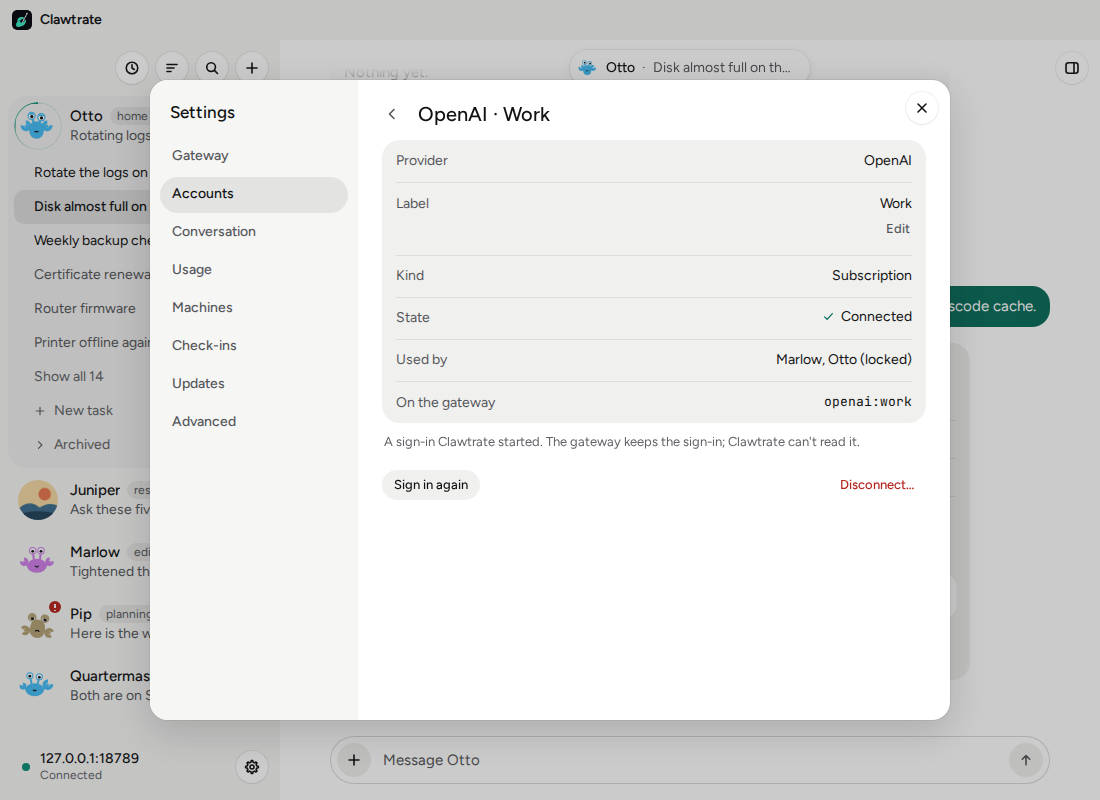 Clawtrate
Nothing yet.
Otto · Disk almost full on th...
Otto home
Rotating logs
Rotate the logs on
Disk almost full on
Weekly backup che
Certificate renewa
Router firmware
Printer offline again
Show all 14
New task
Archived
Juniper res
Ask these fiv
Marlow edi
Tightened th
Pip planning
Here is the w
Quartermas
Both are on S
127.0.0.1:18789
Connected
Settings
Gateway
Accounts
Conversation
Usage
Machines
Check-ins
Updates
Advanced
OpenAI · Work
Provider OpenAI
Label Work
Edit
Kind Subscription
State Connected
Used by Marlow, Otto (locked)
On the gateway openai:work
A sign-in Clawtrate started. The gateway keeps the sign-in; Clawtrate can't read it.
Sign in again Disconnect...
scode cache.
Message Otto